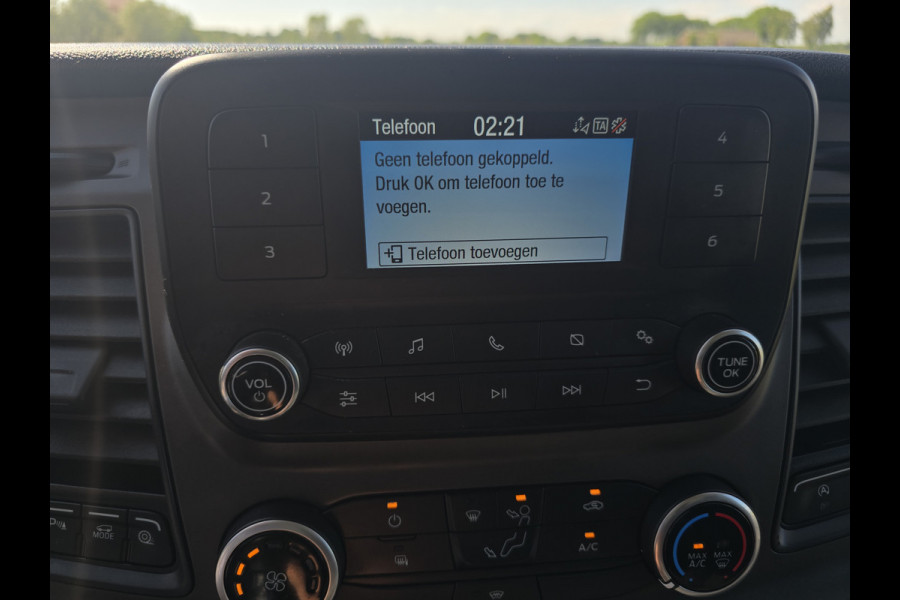 Telefoon 02:21 TA
Geen telefoon gekoppeld.
Druk OK om telefoon toe te
voegen.
Telefoon toevoegen
1
2
3
4
5
6
VOL
TUNE
OK
MODE
A/C
MAX MAX
A/C